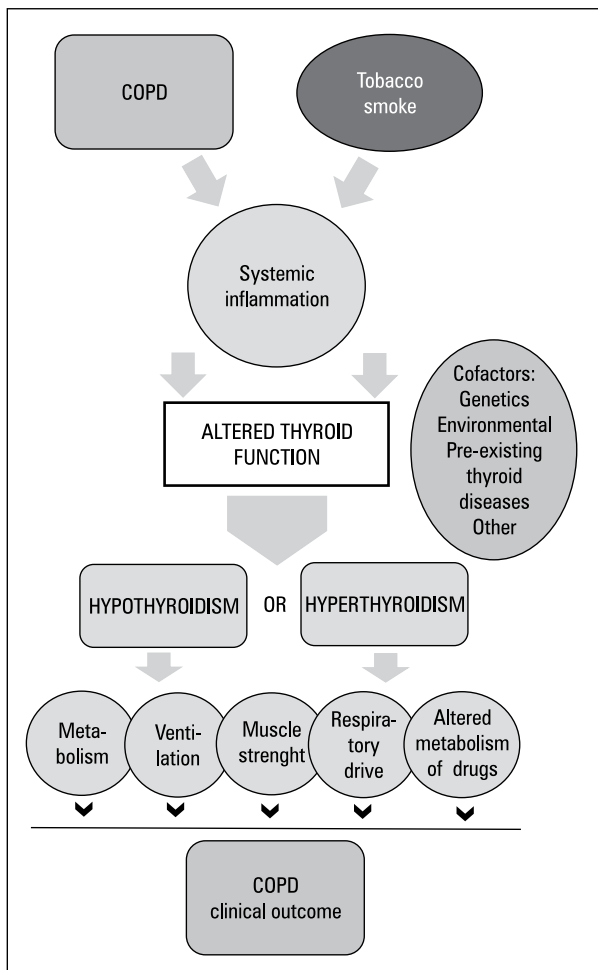 COPD
Tobacco
smoke
Systemic
inflammation
Cofactors:
Genetics
Environmental
Pre-existing
thyroid
diseases
Other
ALTERED THYROID
FUNCTION
HYPOTHYROIDISM
OR
HYPERTHYROIDISM
Meta-
bolism
Venti-
lation
Muscle
strenght
Respira-
tory
drive
Altered
metabolism
of drugs
COPD
clinical outcome